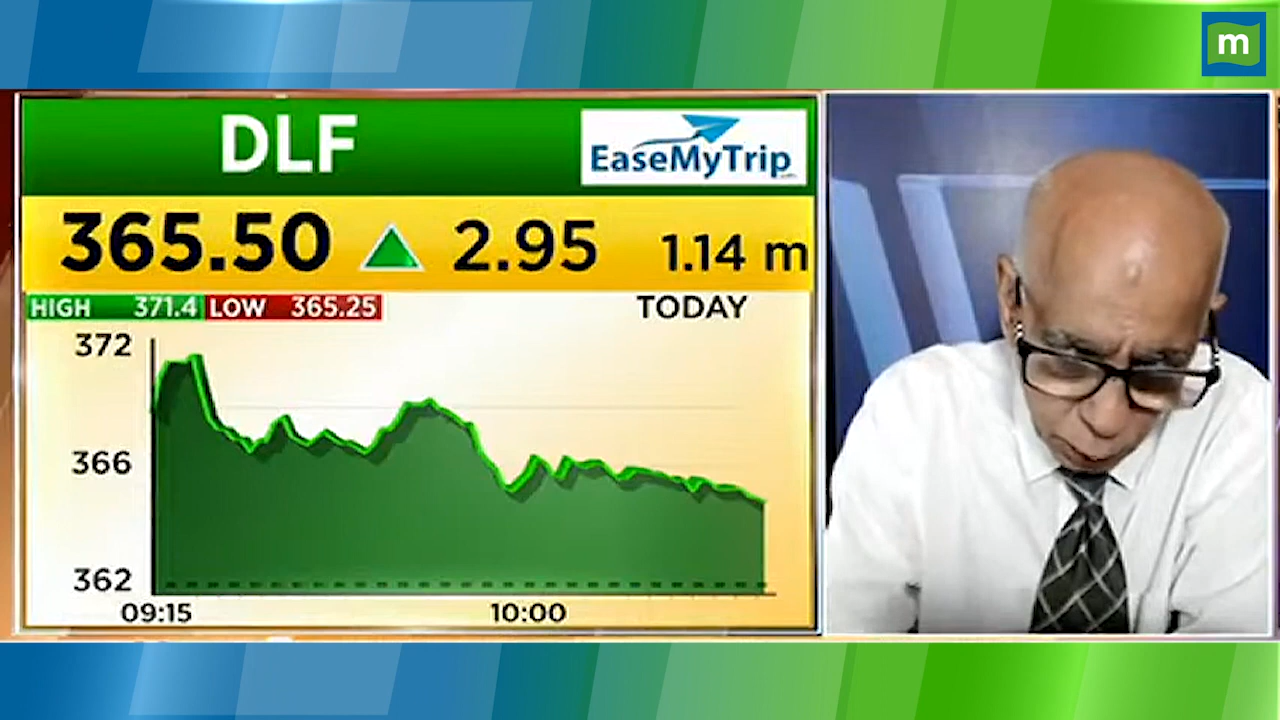 m
DLF
EaseMyTrip
365.50 ▲ 2.95 1.14 m
HIGH 371.4 LOW 365.25 TODAY
372
366
362
09:15 10:00